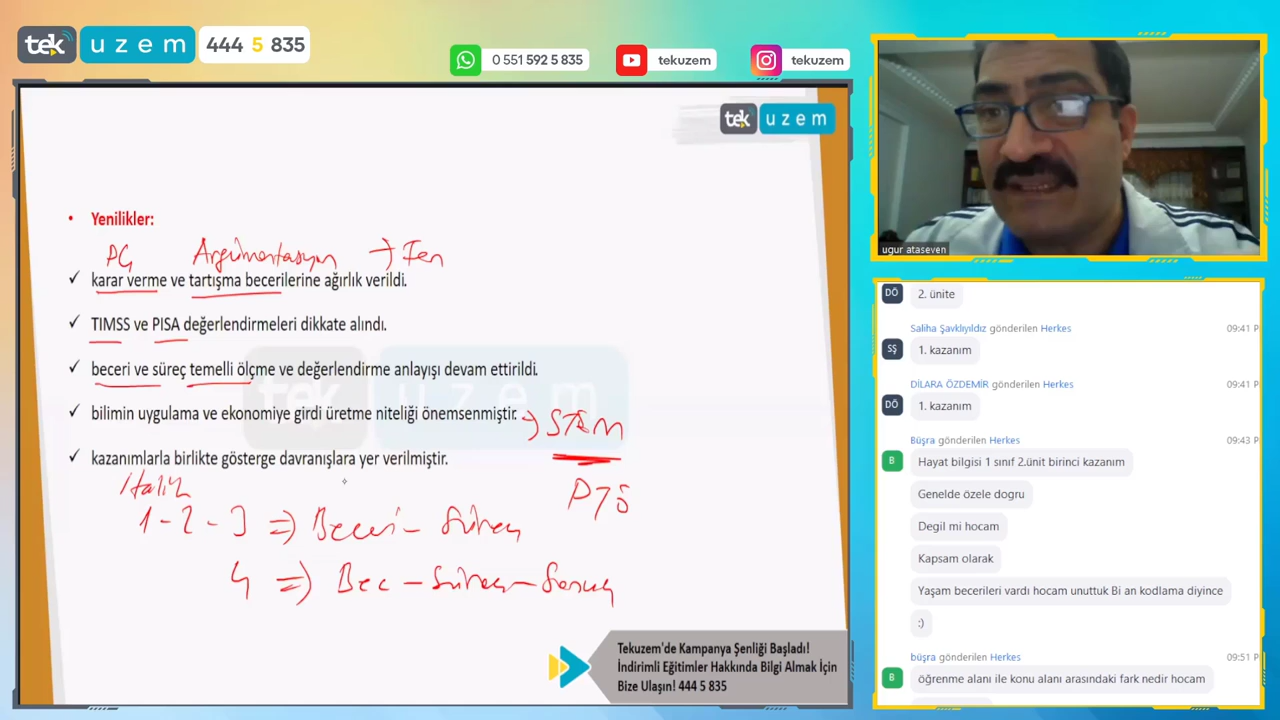 tek uzem 444 5 835
0 551 592 5 835
tekuzem
tekuzem
tek uzem
• Yenilikler:
PÇ Argümantasyon → Fen
✓ karar verme ve tartışma becerilerine ağırlık verildi.
✓ TIMSS ve PISA değerlendirmeleri dikkate alındı.
✓ beceri ve süreç temelli ölçme ve değerlendirme anlayışı devam ettirildi.
✓ bilimin uygulama ve ekonomiye girdi üretme niteliği önemsenmiştir. → STEM
✓ kazanımlarla birlikte gösterge davranışlara yer verilmiştir.
İtalik
PTÖ
1-2-3 => Beceri - Süreç
4 => Bec - Süreç - Sonuç
tek uzem
Tekuzem'de Kampanya Şenliği Başladı!
İndirimli Eğitimler Hakkında Bilgi Almak İçin
Bize Ulaşın! 444 5 835
ugur ataseven
DÖ 2. ünite
Saliha Şavklıyıldız gönderilen Herkes 09:41 P
SŞ 1. kazanım
DİLARA ÖZDEMİR gönderilen Herkes 09:41 P
DÖ 1. kazanım
Büşra gönderilen Herkes 09:43 P
B Hayat bilgisi 1 sınıf 2.ünit birinci kazanım
Genelde özele dogru
Degil mi hocam
Kapsam olarak
Yaşam becerileri vardı hocam unuttuk Bi an kodlama diyince
:)
büşra gönderilen Herkes 09:51 P
B öğrenme alanı ile konu alanı arasındaki fark nedir hocam